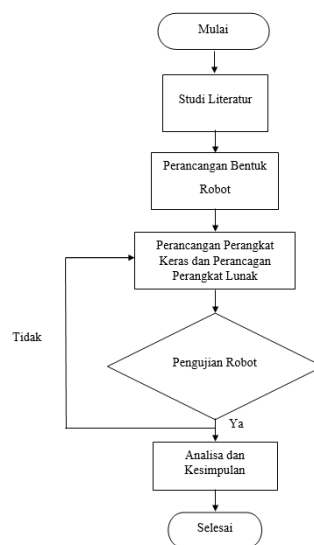 Mulai
Studi Literatur
Perancangan Bentuk
Robot
Perancangan Perangkat
Keras dan Perancagan
Perangkat Lunak
Tidak
Pengujian Robot
Ya
Analisa dan
Kesimpulan
Selesai